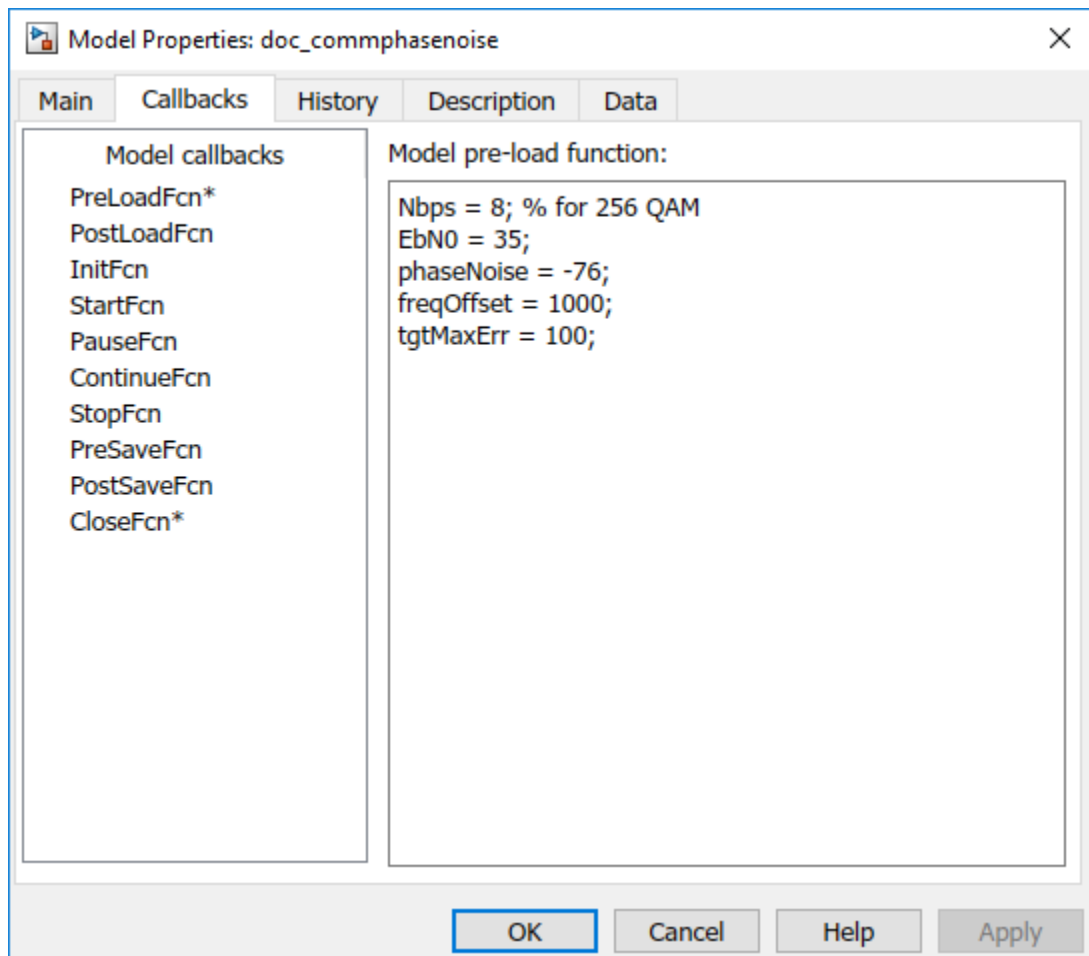 Model Properties: doc_commphasenoise
Main Callbacks History Description Data
Model callbacks
PreLoadFcn*
PostLoadFcn
InitFcn
StartFcn
PauseFcn
ContinueFcn
StopFcn
PreSaveFcn
PostSaveFcn
CloseFcn*
Model pre-load function:
Nbps = 8; % for 256 QAM
EbN0 = 35;
phaseNoise = -76;
freqOffset = 1000;
tgtMaxErr = 100;
OK Cancel Help Apply